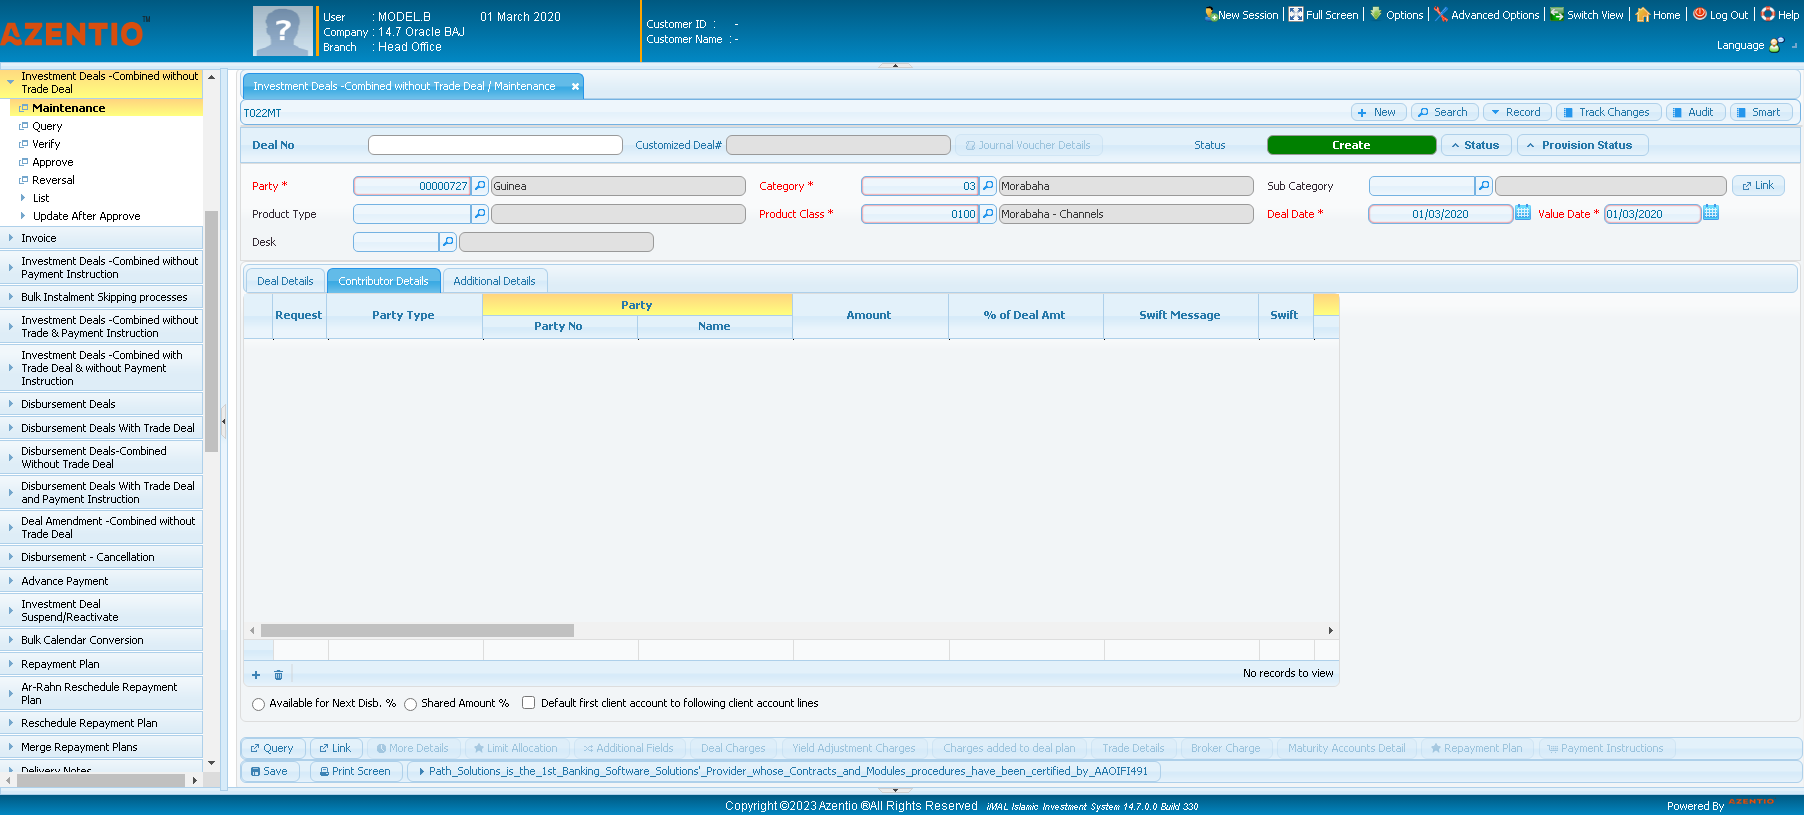 AZENTIO™
User : MODEL.B 01 March 2020
Company : 14.7 Oracle BAJ
Branch : Head Office
Customer ID : -
Customer Name : -
New Session Full Screen Options Advanced Options Switch View Home Log Out Help
Language
Investment Deals -Combined without Trade Deal
Maintenance
Query
Verify
Approve
Reversal
List
Update After Approve
Invoice
Investment Deals -Combined without
Payment Instruction
Bulk Instalment Skipping processes
Investment Deals -Combined without
Trade & Payment Instruction
Investment Deals -Combined with
Trade Deal & without Payment
Instruction
Disbursement Deals
Disbursement Deals With Trade Deal
Disbursement Deals-Combined
Without Trade Deal
Disbursement Deals With Trade Deal
and Payment Instruction
Deal Amendment -Combined without
Trade Deal
Disbursement - Cancellation
Advance Payment
Investment Deal
Suspend/Reactivate
Bulk Calendar Conversion
Repayment Plan
Ar-Rahn Reschedule Repayment
Plan
Reschedule Repayment Plan
Merge Repayment Plans
Delivery Notes
Investment Deals -Combined without Trade Deal / Maintenance
T022MT
New Search Record Track Changes Audit Smart
Deal No Customized Deal# Journal Voucher Details Status Create Status Provision Status
Party * 00000727 Guinea Category * 03 Morabaha Sub Category Link
Product Type Product Class * 0100 Morabaha - Channels Deal Date * 01/03/2020 Value Date * 01/03/2020
Desk
Deal Details Contributor Details Additional Details
Party
Request Party Type Amount % of Deal Amt Swift Message Swift
Party No Name
No records to view
Available for Next Disb. % Shared Amount % Default first client account to following client account lines
Query Link More Details Limit Allocation Additional Fields Deal Charges Yield Adjustment Charges Charges added to deal plan Trade Details Broker Charge Maturity Accounts Detail Repayment Plan Payment Instructions
Save Print Screen Path_Solutions_is_the_1st_Banking_Software_Solutions'_Provider_whose_Contracts_and_Modules_procedures_have_been_certified_by_AAOIFI491
Copyright ©2023 Azentio ®All Rights Reserved iMAL Islamic Investment System 14.7.0.0 Build 330
Powered By AZENTIO